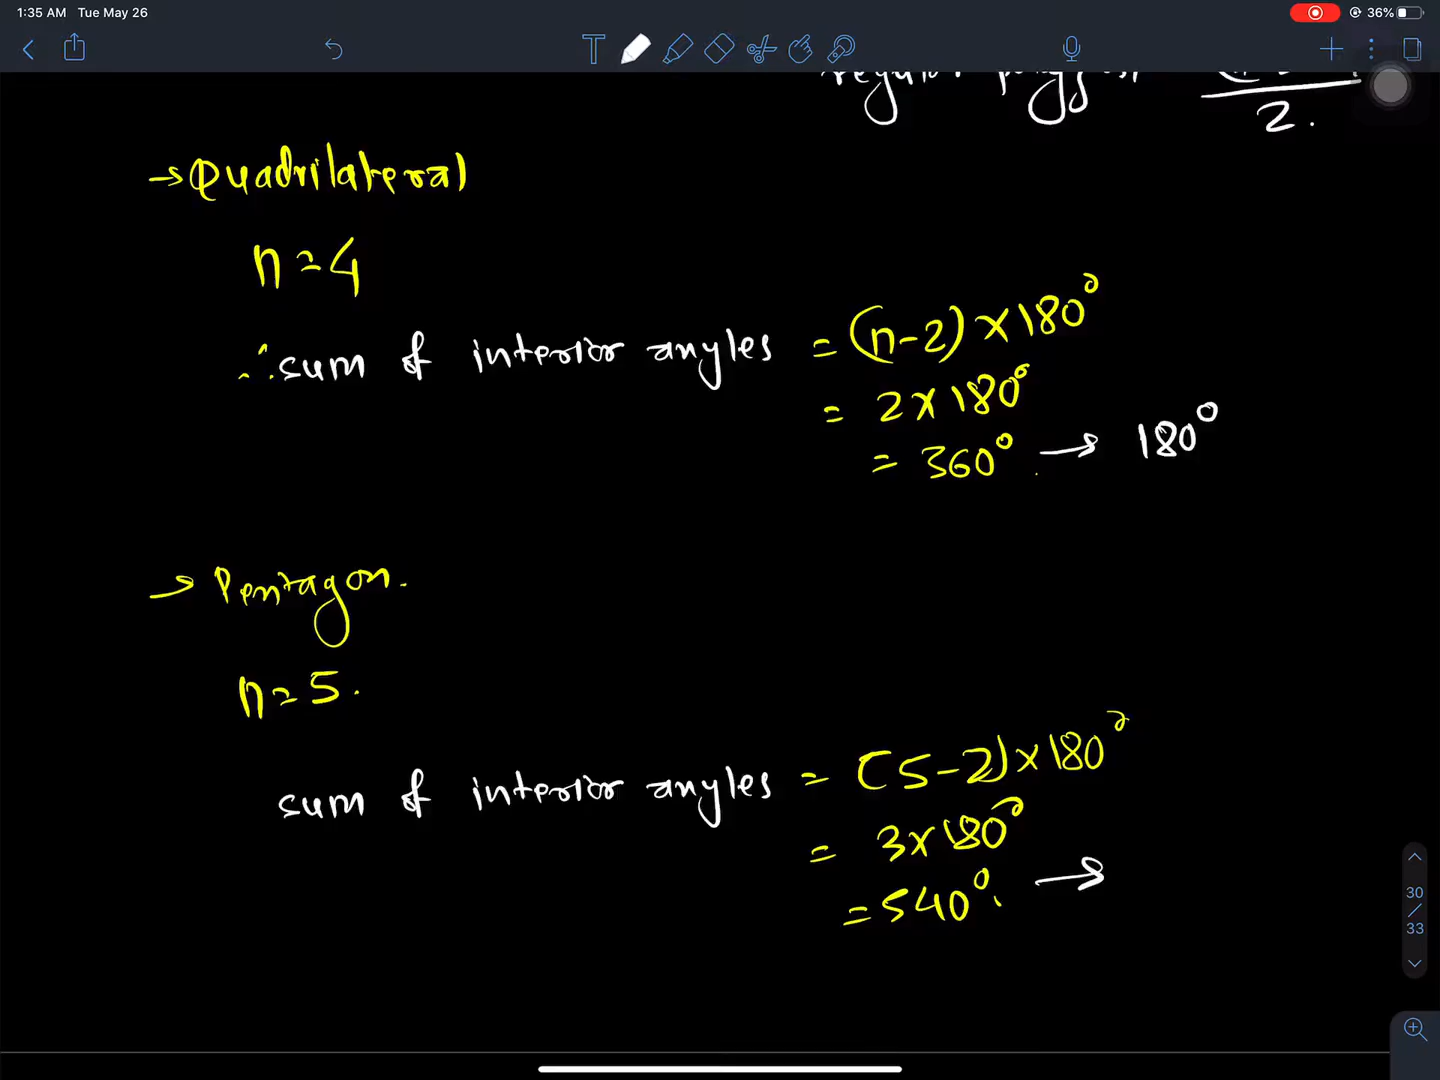 1:35 AM Tue May 26
36%
T
2.
→ Quadrilateral
n=4
∴ sum of interior angles = (n-2) × 180°
= 2 × 180°
= 360° → 180°
→ Pentagon.
n=5.
sum of interior angles = (5-2) × 180°
= 3 × 180°
= 540° →
30
/
33